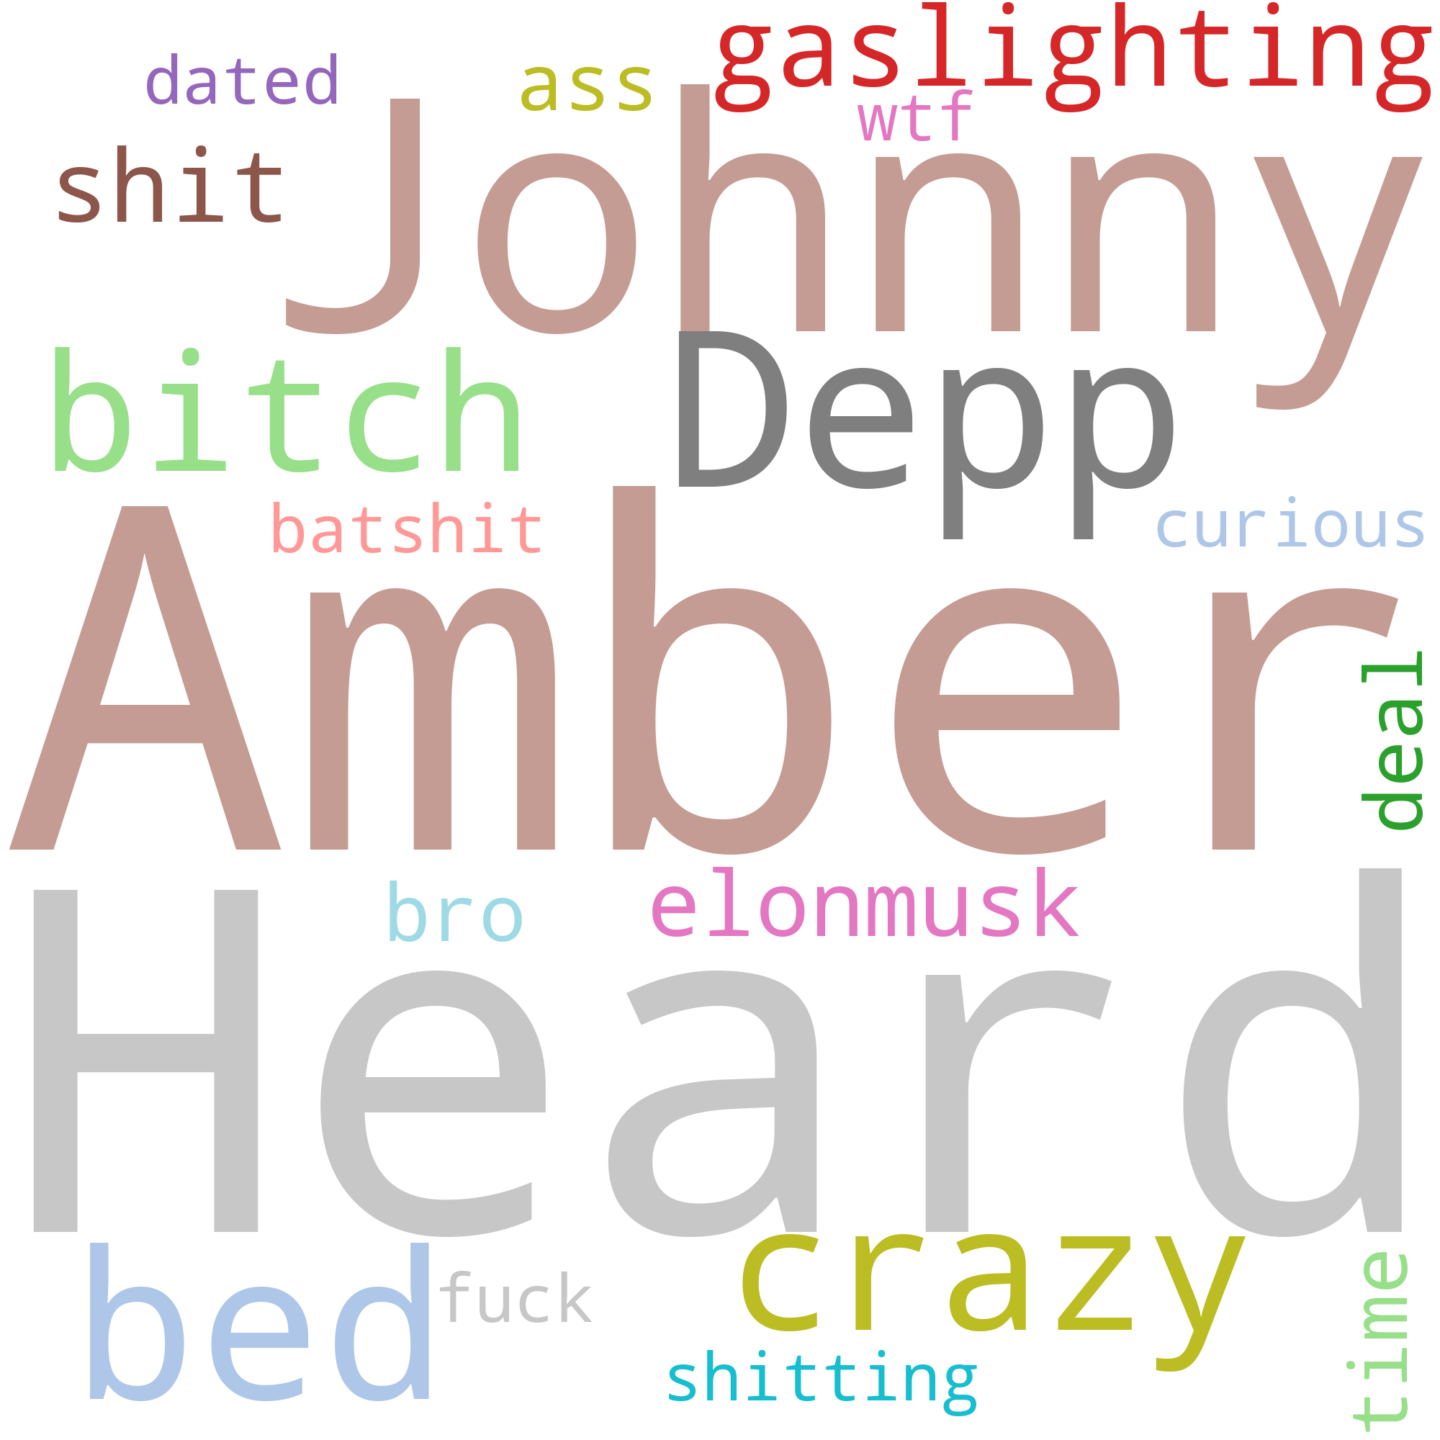 gaslighting
dated
ass
wtf
shit
Johnny
bitch
Depp
batshit
curious
Amber
deal
bro
elonmusk
Heard
bed
fuck
crazy
time
shitting